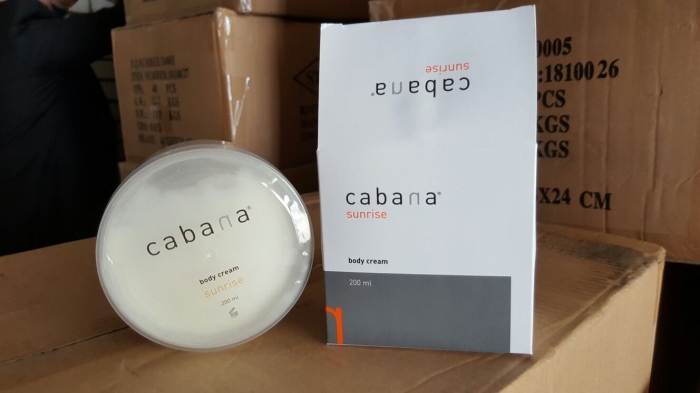 cabana®
body cream
sunrise
200 ml
cabana®
sunrise
cabana®
sunrise
body cream
200 ml
0005
:18100 26
PCS
KGS
KGS
X24 CM